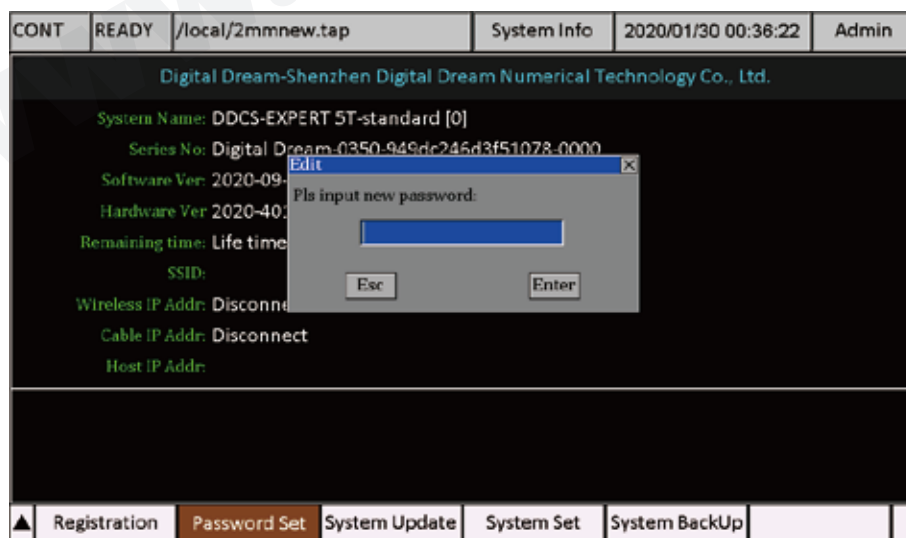 CONT READY /local/2mmnew.tap System Info 2020/01/30 00:36:22 Admin
Digital Dream-Shenzhen Digital Dream Numerical Technology Co., Ltd.
System Name: DDCS-EXPERT 5T-standard [0]
Series No: Digital Dream-0350-949dc246d3f51078-0000
Edit
Software Ver: 2020-09-
Pls input new password:
Hardware Ver 2020-401
Remaining time: Life time
SSID:
Esc Enter
Wireless IP Addr: Disconne
Cable IP Addr: Disconnect
Host IP Addr:
▲ Registration Password Set System Update System Set System BackUp